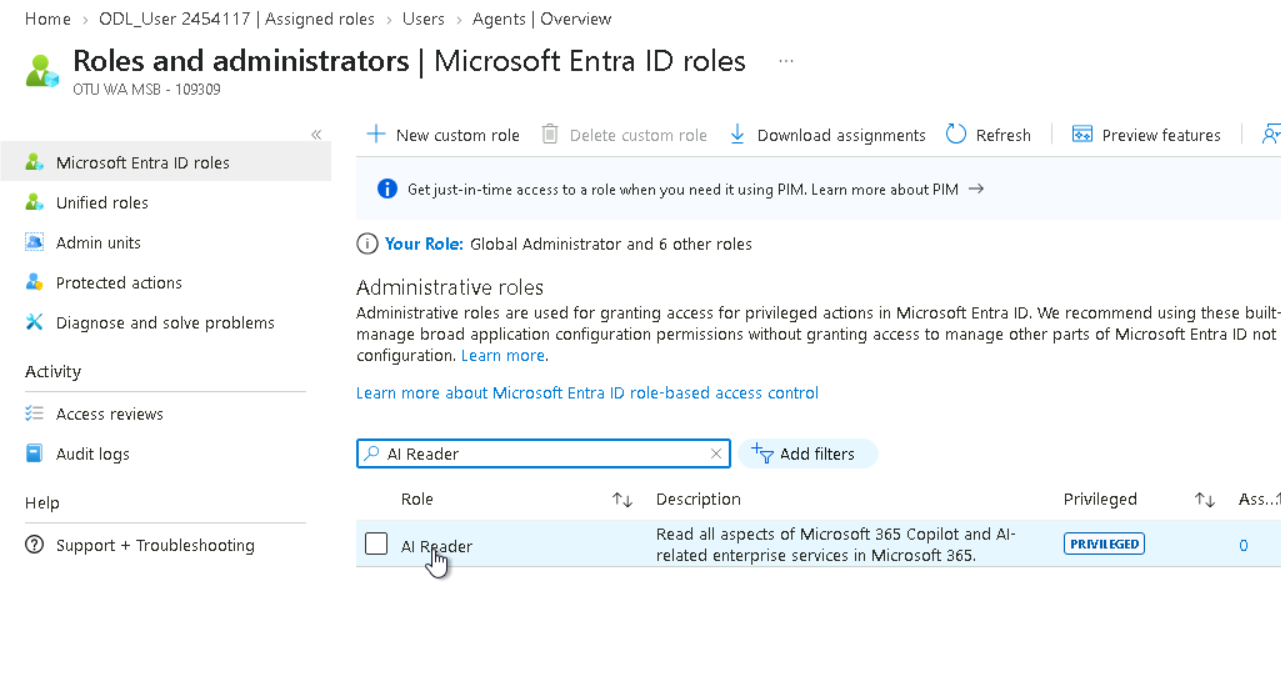 Home › ODL_User 2454117 | Assigned roles › Users › Agents | Overview
Roles and administrators | Microsoft Entra ID roles ...
OTU WA MSB - 109309
«
Microsoft Entra ID roles
Unified roles
Admin units
Protected actions
Diagnose and solve problems
Activity
Access reviews
Audit logs
Help
Support + Troubleshooting
New custom role Delete custom role Download assignments Refresh Preview features
Get just-in-time access to a role when you need it using PIM. Learn more about PIM →
Your Role: Global Administrator and 6 other roles
Administrative roles
Administrative roles are used for granting access for privileged actions in Microsoft Entra ID. We recommend using these built-
manage broad application configuration permissions without granting access to manage other parts of Microsoft Entra ID not
configuration. Learn more.
Learn more about Microsoft Entra ID role-based access control
AI Reader Add filters
Role Description Privileged Ass...
AI Reader
Read all aspects of Microsoft 365 Copilot and AI-
related enterprise services in Microsoft 365.
PRIVILEGED
0